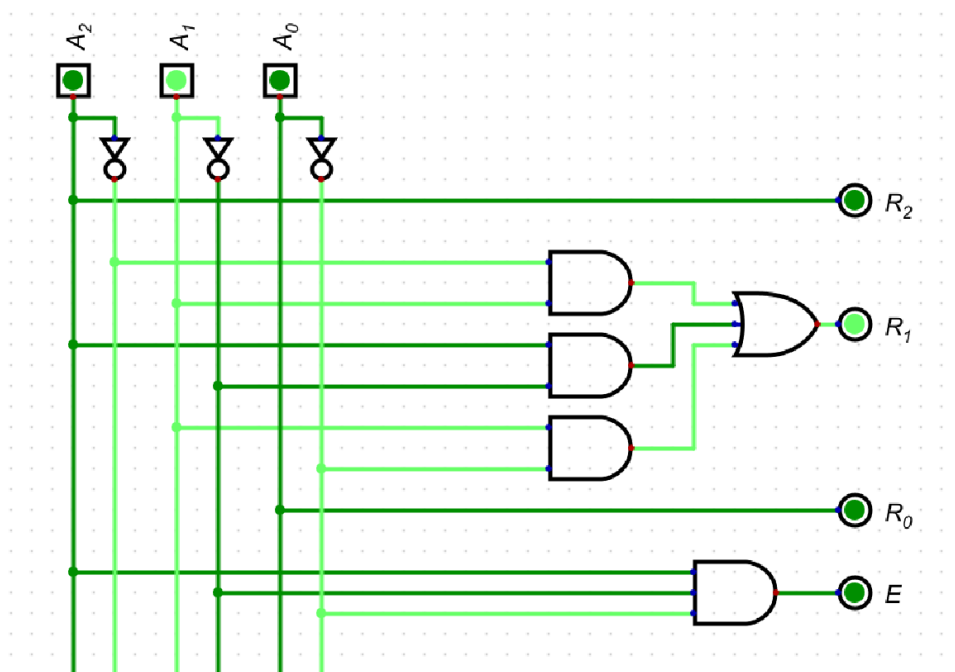 A₂
A₁
A₀
R₂
R₁
R₀
E